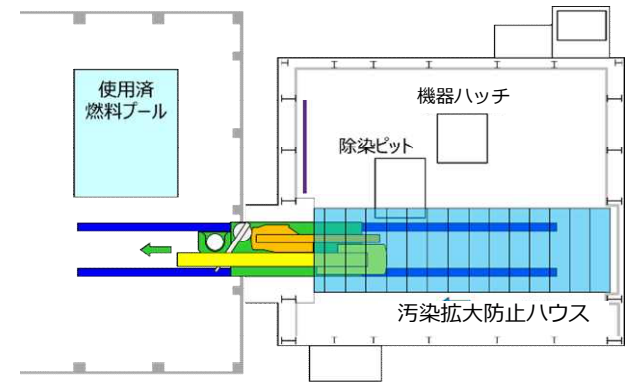 使用済
燃料プール
機器ハッチ
除染ピット
汚染拡大防止ハウス